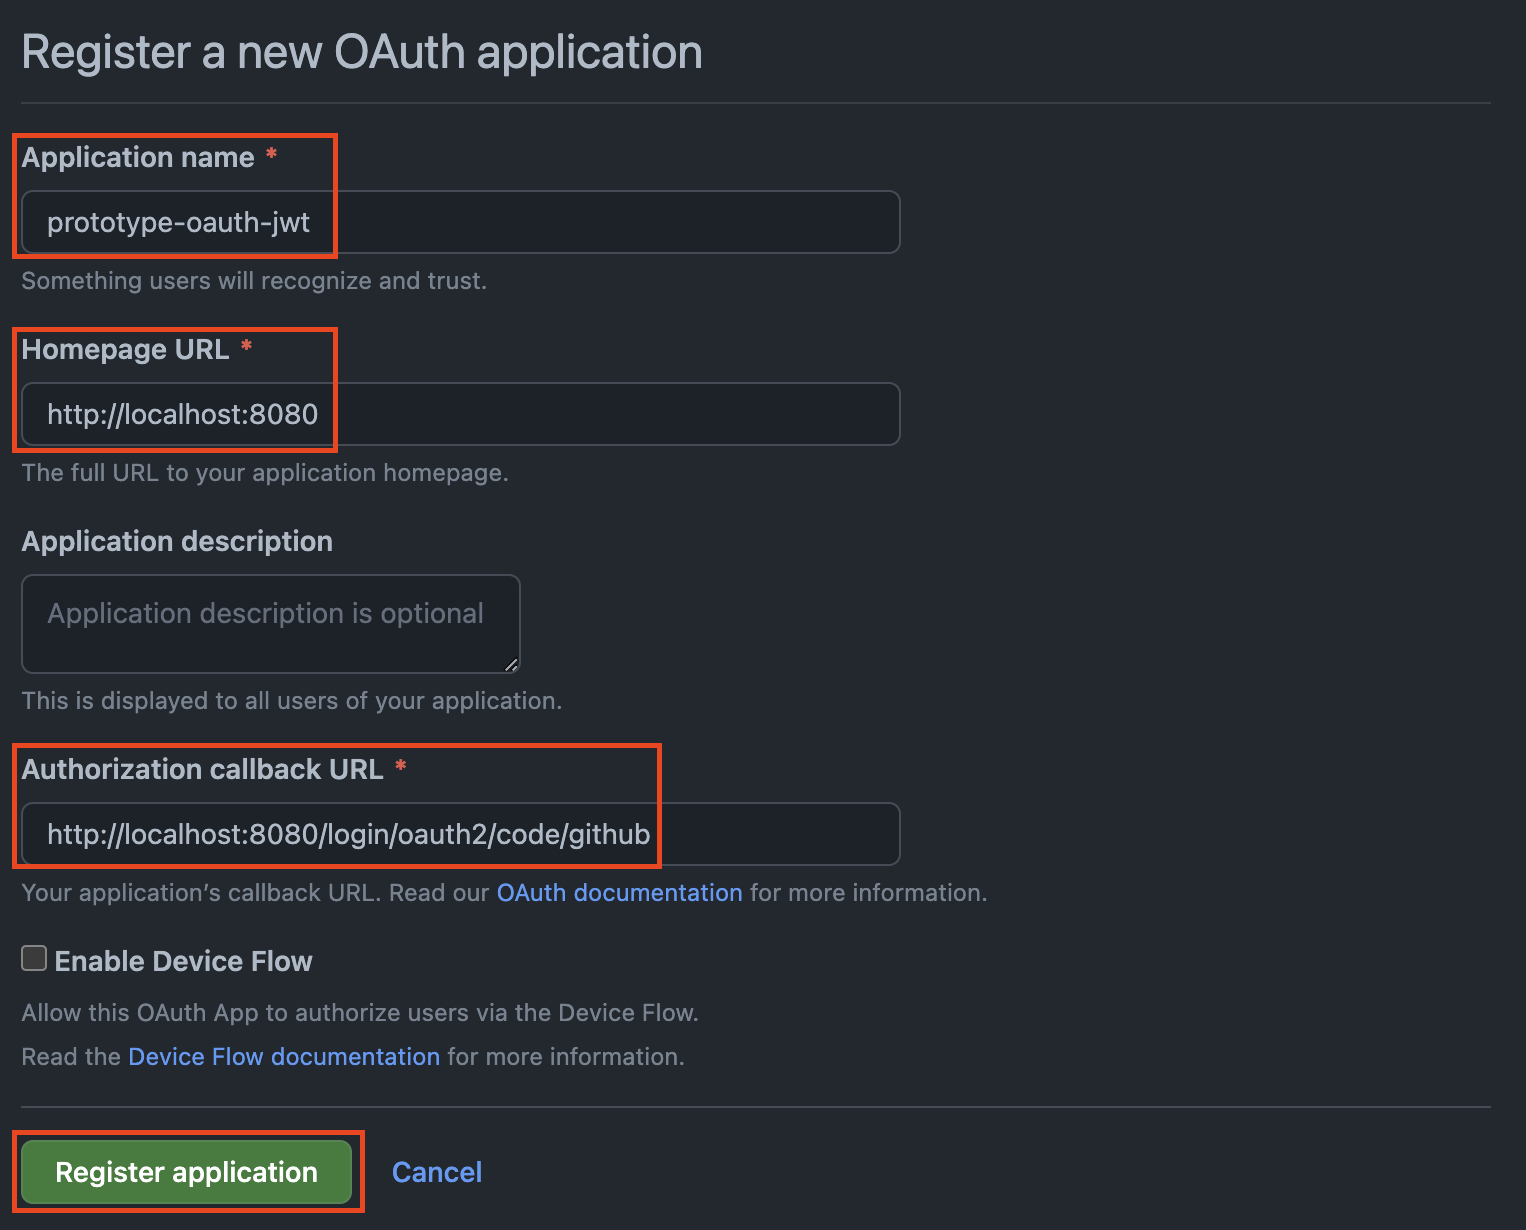 Register a new OAuth application
Application name *
prototype-oauth-jwt
Something users will recognize and trust.
Homepage URL *
http://localhost:8080
The full URL to your application homepage.
Application description
Application description is optional
This is displayed to all users of your application.
Authorization callback URL *
http://localhost:8080/login/oauth2/code/github
Your application’s callback URL. Read our OAuth documentation for more information.
Enable Device Flow
Allow this OAuth App to authorize users via the Device Flow.
Read the Device Flow documentation for more information.
Register application Cancel